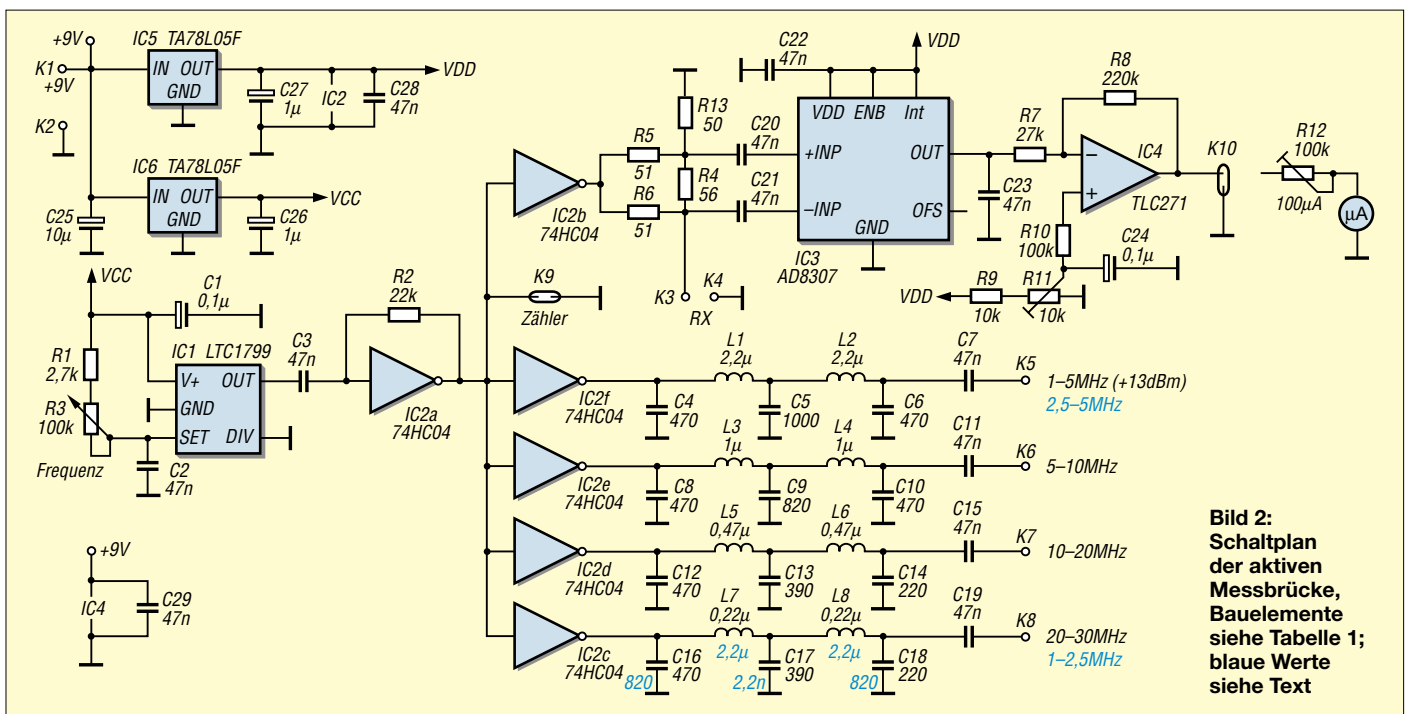 +9V
K1
+9V
K2
IC5 TA78L05F
IN OUT
GND
VDD
C27
1µ
IC2
C28
47n
IC6 TA78L05F
IN OUT
GND
VCC
C25
10µ
C26
1µ
VCC
C1
0,1µ
R1
2,7k
R3
100k
Frequenz
IC1 LTC1799
V+ OUT
GND
SET DIV
C2
47n
C3
47n
R2
22k
IC2a
74HC04
+9V
IC4
C29
47n
IC2b
74HC04
R5
51
R6
51
R13
50
R4
56
C20
47n
C21
47n
C22
47n
VDD
VDD ENB Int
+INP
OUT
–INP
OFS
GND
IC3
AD8307
K3 K4
RX
K9
Zähler
C23
47n
R7
27k
R8
220k
IC4
TLC271
R10
100k
C24
0,1µ
VDD
R9
10k
R11
10k
K10
R12
100k
100µA
µA
IC2f
74HC04
C4
470
L1
2,2µ
C5
1000
L2
2,2µ
C6
470
C7
47n
K5
1–5MHz (+13dBm)
2,5–5MHz
IC2e
74HC04
C8
470
L3
1µ
C9
820
L4
1µ
C10
470
C11
47n
K6
5–10MHz
IC2d
74HC04
C12
470
L5
0,47µ
C13
390
L6
0,47µ
C14
220
C15
47n
K7
10–20MHz
IC2c
74HC04
C16
470
820
L7
0,22µ
2,2µ
C17
390
2,2n
L8
0,22µ
2,2µ
C18
220
820
C19
47n
K8
20–30MHz
1–2,5MHz
Bild 2:
Schaltplan
der aktiven
Messbrücke,
Bauelemente
siehe Tabelle 1;
blaue Werte
siehe Text